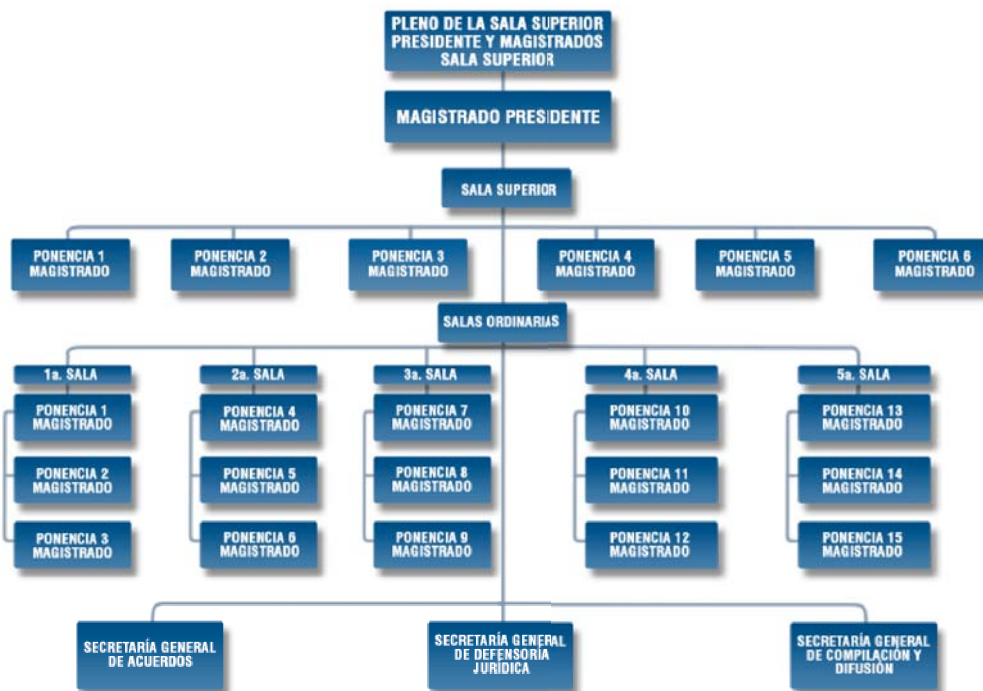 PLENO DE LA SALA SUPERIOR
PRESIDENTE Y MAGISTRADOS
SALA SUPERIOR
MAGISTRADO PRESIDENTE
SALA SUPERIOR
PONENCIA 1
MAGISTRADO
PONENCIA 2
MAGISTRADO
PONENCIA 3
MAGISTRADO
PONENCIA 4
MAGISTRADO
PONENCIA 5
MAGISTRADO
PONENCIA 6
MAGISTRADO
SALAS ORDINARIAS
1a. SALA
PONENCIA 1
MAGISTRADO
PONENCIA 2
MAGISTRADO
PONENCIA 3
MAGISTRADO
2a. SALA
PONENCIA 4
MAGISTRADO
PONENCIA 5
MAGISTRADO
PONENCIA 6
MAGISTRADO
3a. SALA
PONENCIA 7
MAGISTRADO
PONENCIA 8
MAGISTRADO
PONENCIA 9
MAGISTRADO
4a. SALA
PONENCIA 10
MAGISTRADO
PONENCIA 11
MAGISTRADO
PONENCIA 12
MAGISTRADO
5a. SALA
PONENCIA 13
MAGISTRADO
PONENCIA 14
MAGISTRADO
PONENCIA 15
MAGISTRADO
SECRETARÍA GENERAL
DE ACUERDOS
SECRETARÍA GENERAL
DE DEFENSORÍA
JURÍDICA
SECRETARÍA GENERAL
DE COMPILACIÓN Y
DIFUSIÓN